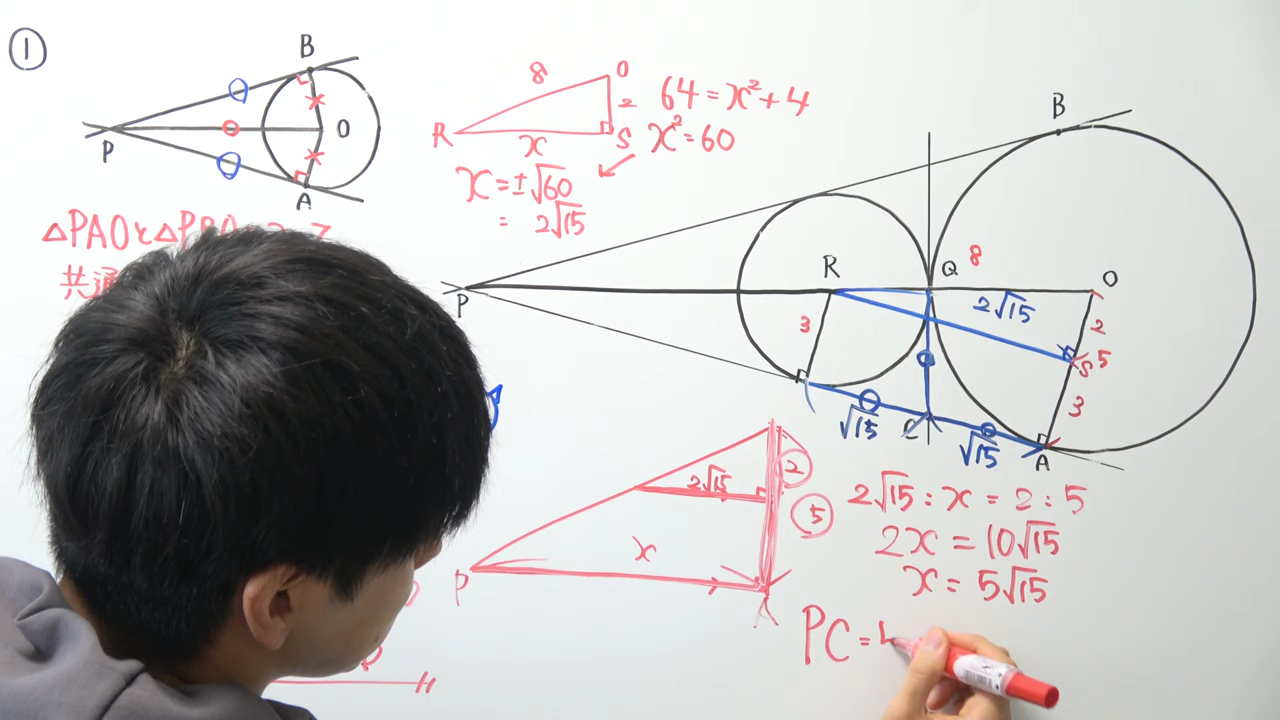 ①
B
P
O
A
△PAOと△PBO
共通
8
O
2
R
x
S
64=x²+4
x²=60
x=±√60
=2√15
B
P
R
Q
8
O
2√15
3
2
S
5
3
√15
C
√15
A
2√15
②
⑤
x
P
A
2√15:x=2:5
2x=10√15
x=5√15
PC=